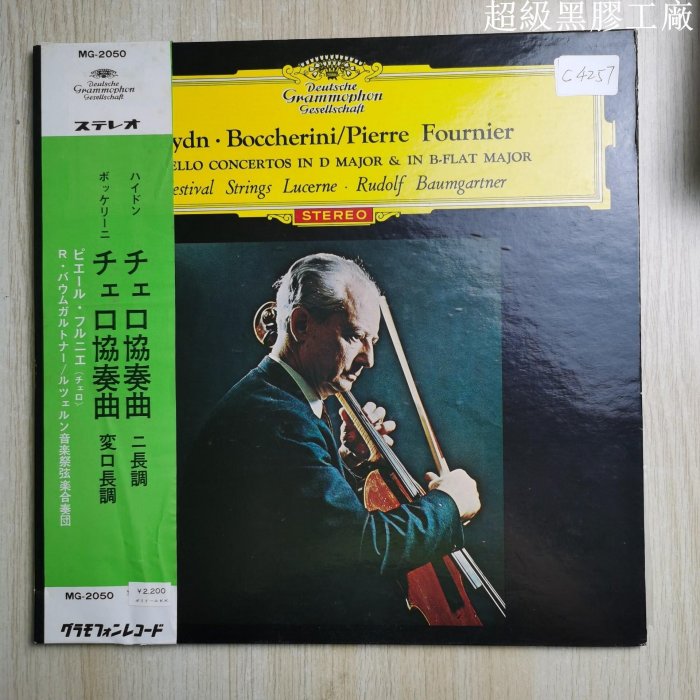 超級黑膠工廠
MG-2050
Deutsche
Grammophon
Gesellschaft
ステレオ
ハイドン
チェロ協奏曲 ニ長調
ボッケリーニ
チェロ協奏曲 変ロ長調
ピエール・フルニエ(チェロ)
R・バウムガルトナー/ルツェルン音楽祭弦楽合奏団
MG-2050
¥2,200
グラモフォンレコード
Deutsche
Grammophon
Gesellschaft
C4257
ydn · Boccherini/Pierre Fournier
ELLO CONCERTOS IN D MAJOR & IN B-FLAT MAJOR
estival Strings Lucerne · Rudolf Baumgartner
STEREO